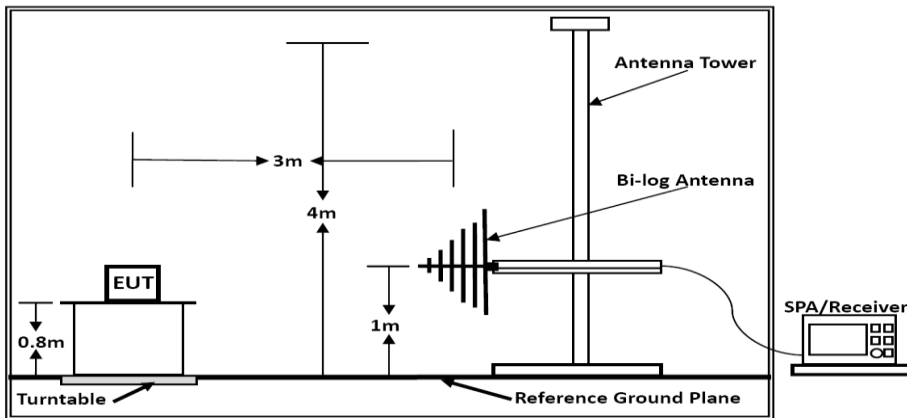 Antenna Tower
3m
Bi-log Antenna
4m
EUT
SPA/Receiver
0.8m
1m
Turntable
Reference Ground Plane